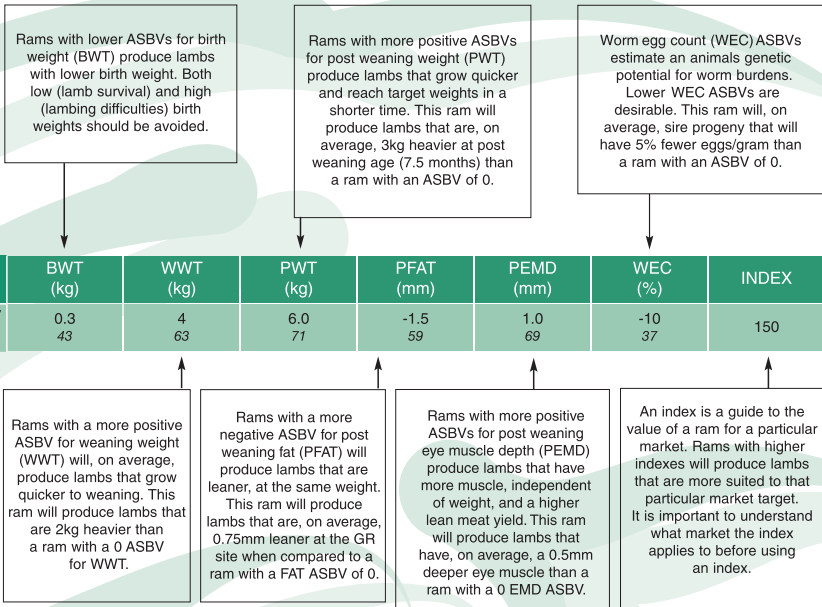 Rams with lower ASBVs for birth
weight (BWT) produce lambs
with lower birth weight. Both
low (lamb survival) and high
(lambing difficulties) birth
weights should be avoided.
Rams with more positive ASBVs
for post weaning weight (PWT)
produce lambs that grow quicker
and reach target weights in a
shorter time. This ram will
produce lambs that are, on
average, 3kg heavier at post
weaning age (7.5 months) than
a ram with an ASBV of 0.
Worm egg count (WEC) ASBVs
estimate an animals genetic
potential for worm burdens.
Lower WEC ASBVs are
desirable. This ram will, on
average, sire progeny that will
have 5% fewer eggs/gram than
a ram with an ASBV of 0.
BWT WWT PWT PFAT PEMD WEC INDEX
(kg) (kg) (kg) (mm) (mm) (%)
0.3 4 6.0 -1.5 1.0 -10 150
43 63 71 59 69 37
Rams with a more positive
ASBV for weaning weight
(WWT) will, on average,
produce lambs that grow
quicker to weaning. This
ram will produce lambs that
are 2kg heavier than
a ram with a 0 ASBV
for WWT.
Rams with a more
negative ASBV for post
weaning fat (PFAT) will
produce lambs that are
leaner, at the same weight.
This ram will produce
lambs that are, on average,
0.75mm leaner at the GR
site when compared to a
ram with a FAT ASBV of 0.
Rams with more positive
ASBVs for post weaning
eye muscle depth (PEMD)
produce lambs that have
more muscle, independent
of weight, and a higher
lean meat yield. This ram
will produce lambs that
have, on average, a 0.5mm
deeper eye muscle than a
ram with a 0 EMD ASBV.
An index is a guide to the
value of a ram for a particular
market. Rams with higher
indexes will produce lambs
that are more suited to that
particular market target.
It is important to understand
what market the index
applies to before using
an index.